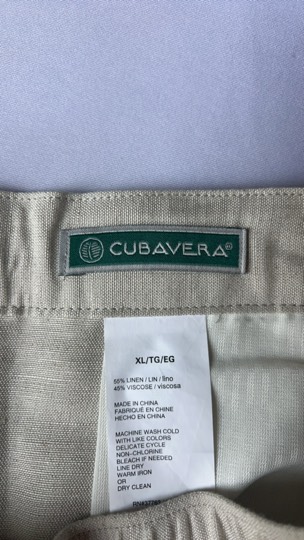 CUBAVERA®
XL/TG/EG
55% LINEN / LIN / lino
45% VISCOSE / viscosa
MADE IN CHINA
FABRIQUÉ EN CHINE
HECHO EN CHINA
MACHINE WASH COLD
WITH LIKE COLORS
DELICATE CYCLE
NON-CHLORINE
BLEACH IF NEEDED
LINE DRY
WARM IRON
OR
DRY CLEAN